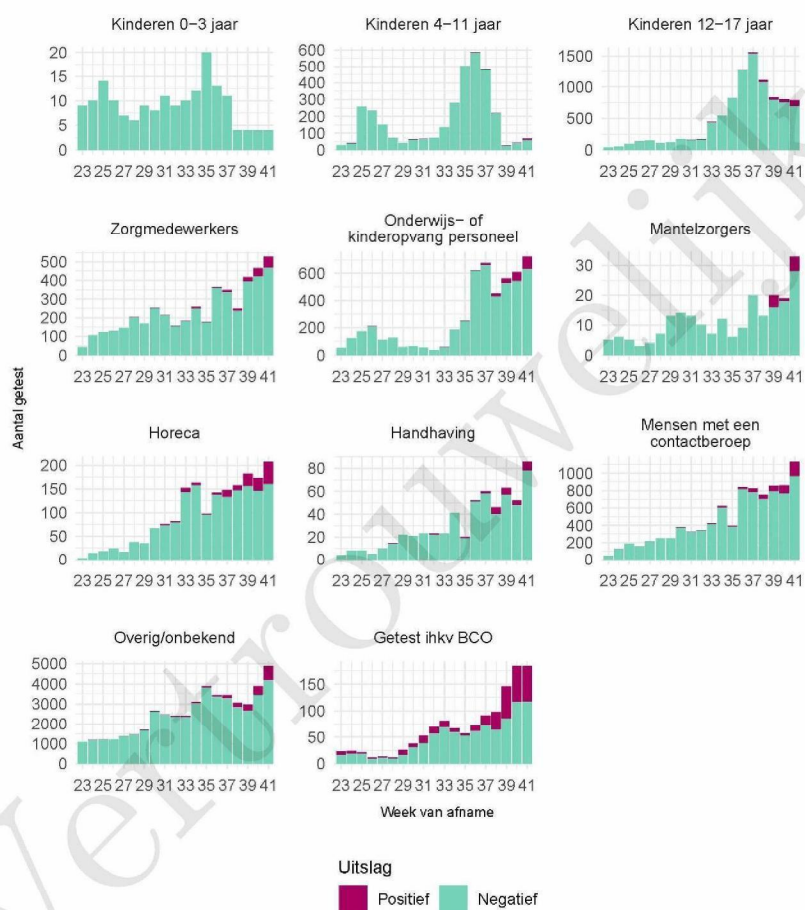 Kinderen 0−3 jaar
20
15
10
5
0
23 25 27 29 31 33 35 37 39 41
Kinderen 4−11 jaar
600
500
400
300
200
100
0
23 25 27 29 31 33 35 37 39 41
Kinderen 12−17 jaar
1500
1000
500
0
23 25 27 29 31 33 35 37 39 41
Zorgmedewerkers
500
400
300
200
100
0
23 25 27 29 31 33 35 37 39 41
Onderwijs− of
kinderopvang personeel
600
400
200
0
23 25 27 29 31 33 35 37 39 41
Mantelzorgers
30
20
10
0
23 25 27 29 31 33 35 37 39 41
Aantal getest
Horeca
200
150
100
50
0
23 25 27 29 31 33 35 37 39 41
Handhaving
80
60
40
20
0
23 25 27 29 31 33 35 37 39 41
Mensen met een
contactberoep
1000
800
600
400
200
0
23 25 27 29 31 33 35 37 39 41
Overig/onbekend
5000
4000
3000
2000
1000
0
23 25 27 29 31 33 35 37 39 41
Getest ihkv BCO
150
100
50
0
23 25 27 29 31 33 35 37 39 41
Week van afname
Uitslag
Positief
Negatief
Vertrouwelijk